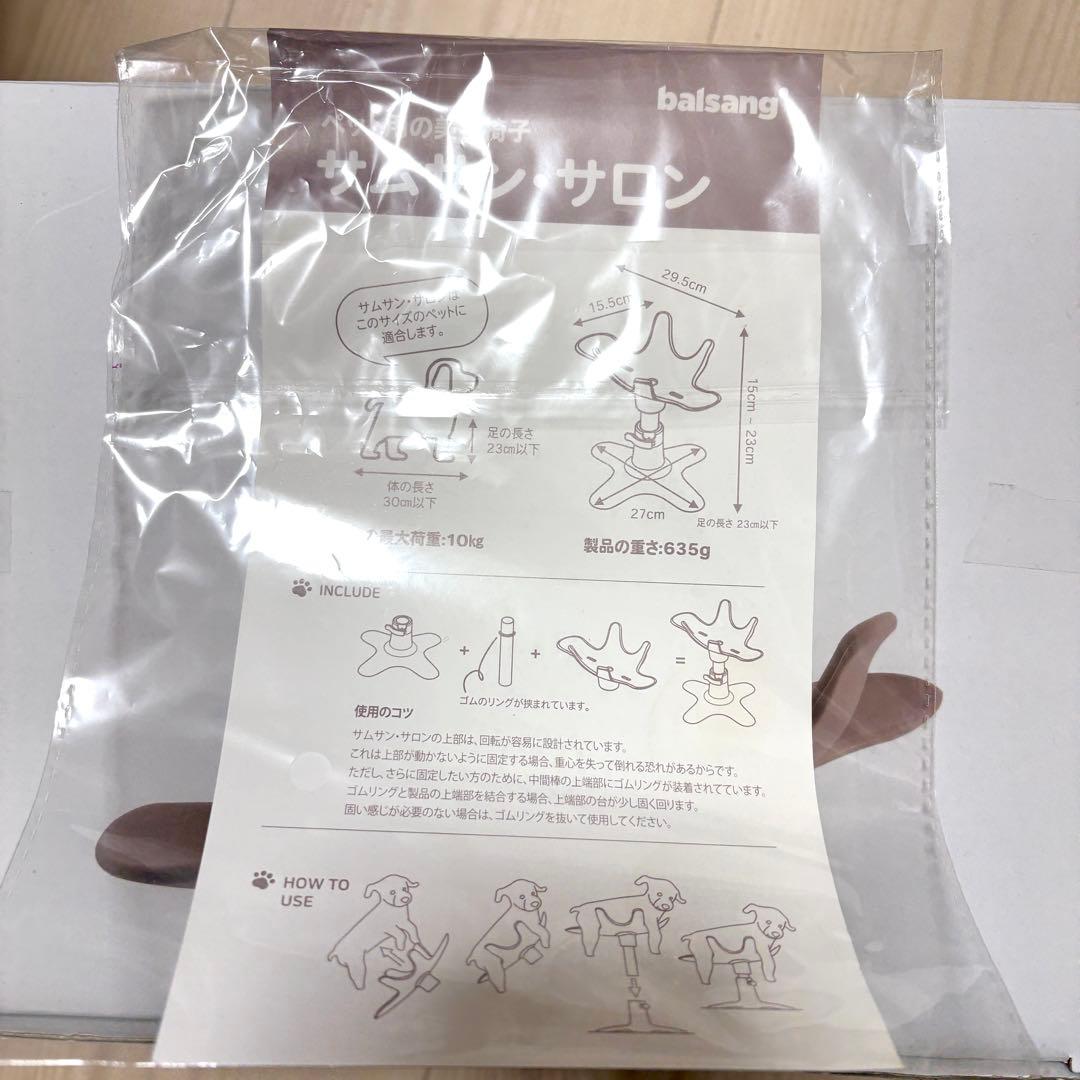 balsang
ペット用の美容椅子
サムサン・サロン
29.5cm
15.5cm
サムサン・サロンは
このサイズのペットに
適合します。
15cm ~ 23cm
足の長さ
23cm以下
体の長さ
30cm以下
27cm
足の長さ 23cm以下
最大荷重:10kg
製品の重さ:635g
INCLUDE
+
+
=
ゴムのリングが挟まれています。
使用のコツ
サムサン・サロンの上部は、回転が容易に設計されています。
これは上部が動かないように固定する場合、重心を失って倒れる恐れがあるからです。
ただし、さらに固定したい方のために、中間棒の上端部にゴムリングが装着されてています。
ゴムリングと製品の上端部を結合する場合、上端部の台が少し固く回ります。
固い感じが必要のない場合は、ゴムリングを抜いて使用してください。
HOW TO
USE